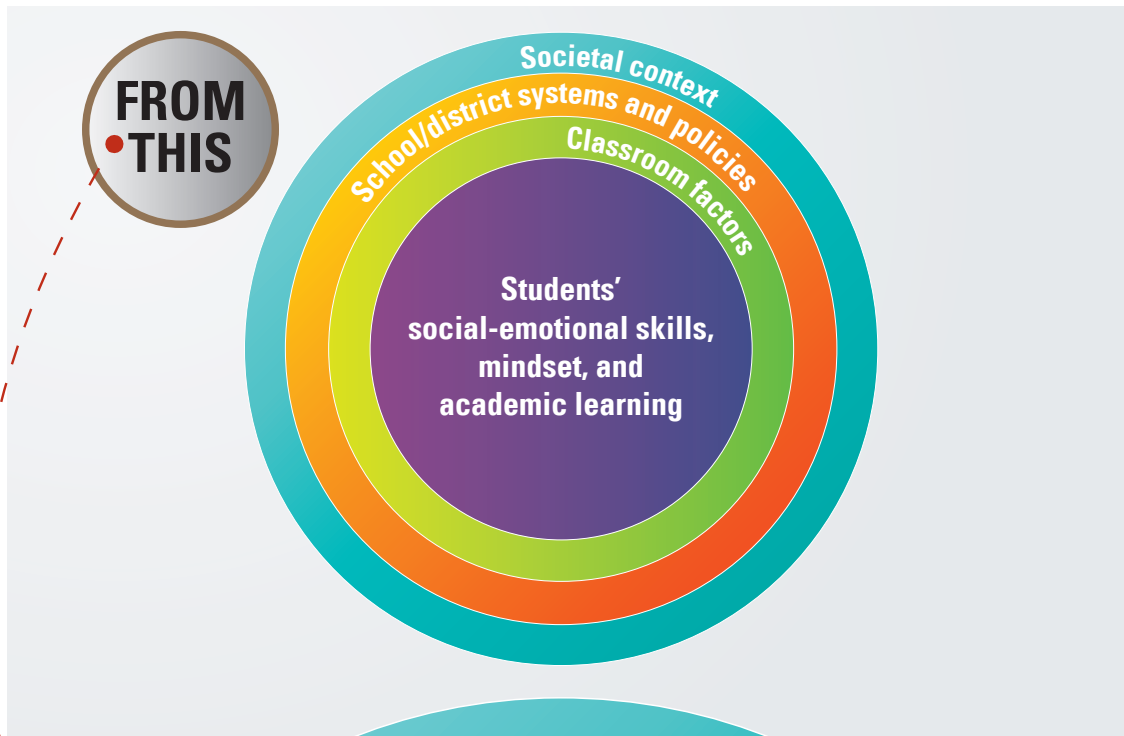 FROM
THIS
Societal context
School/district systems and policies
Classroom factors
Students’
social-emotional skills,
mindset, and
academic learning